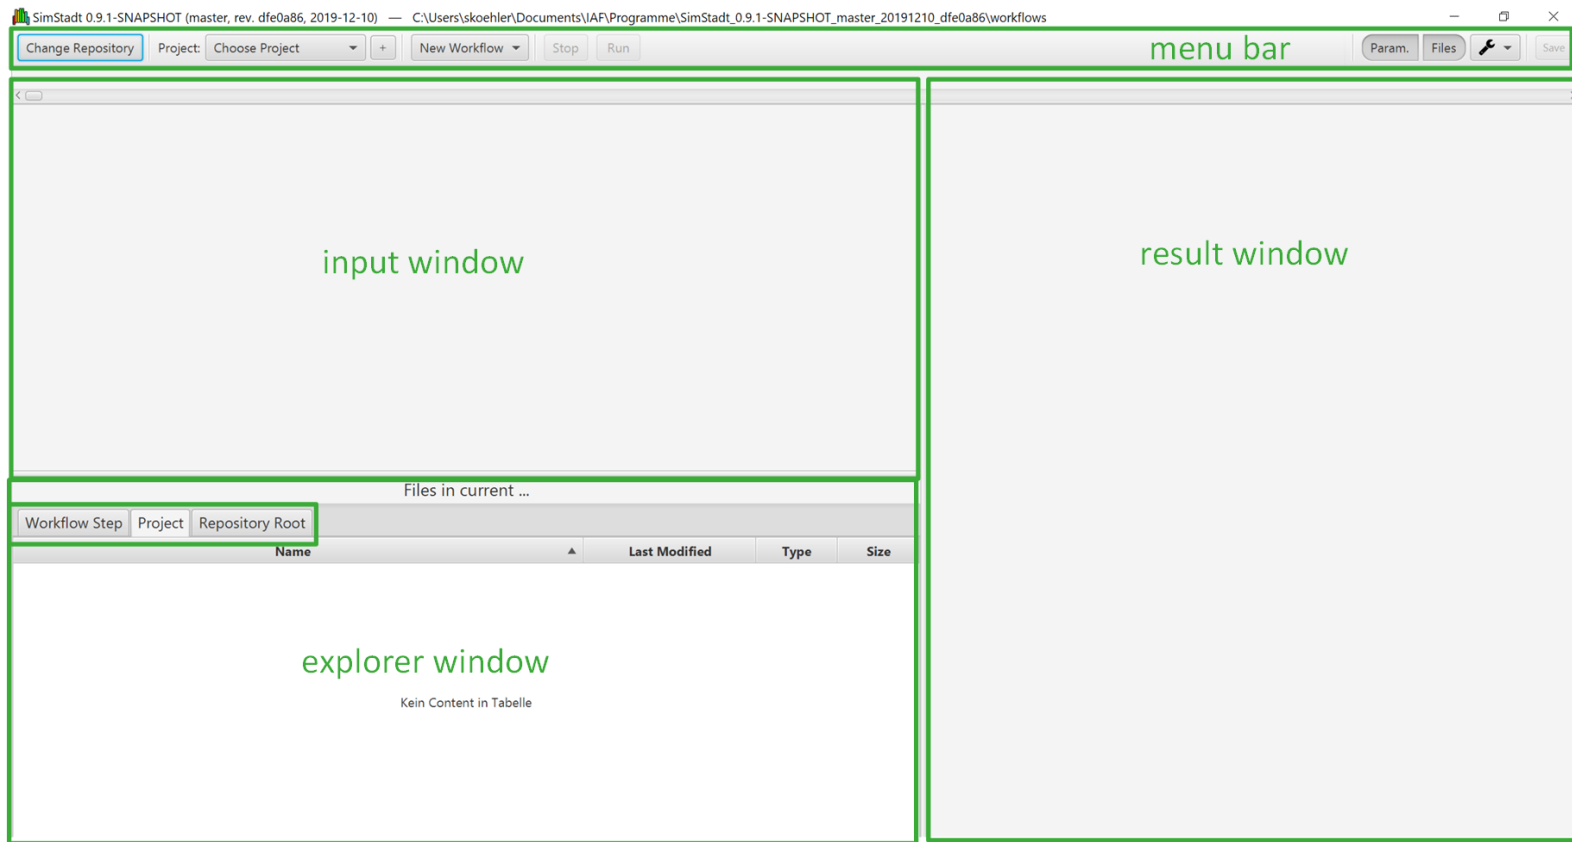 SimStadt 0.9.1-SNAPSHOT (master, rev. dfe0a86, 2019-12-10) — C:\Users\skoehler\Documents\IAF\Programme\SimStadt_0.9.1-SNAPSHOT_master_20191210_dfe0a86\workflows
Change Repository Project: Choose Project + New Workflow Stop Run menu bar Param. Files Save
input window
result window
Files in current ...
Workflow Step Project Repository Root
Name Last Modified Type Size
explorer window
Kein Content in Tabelle